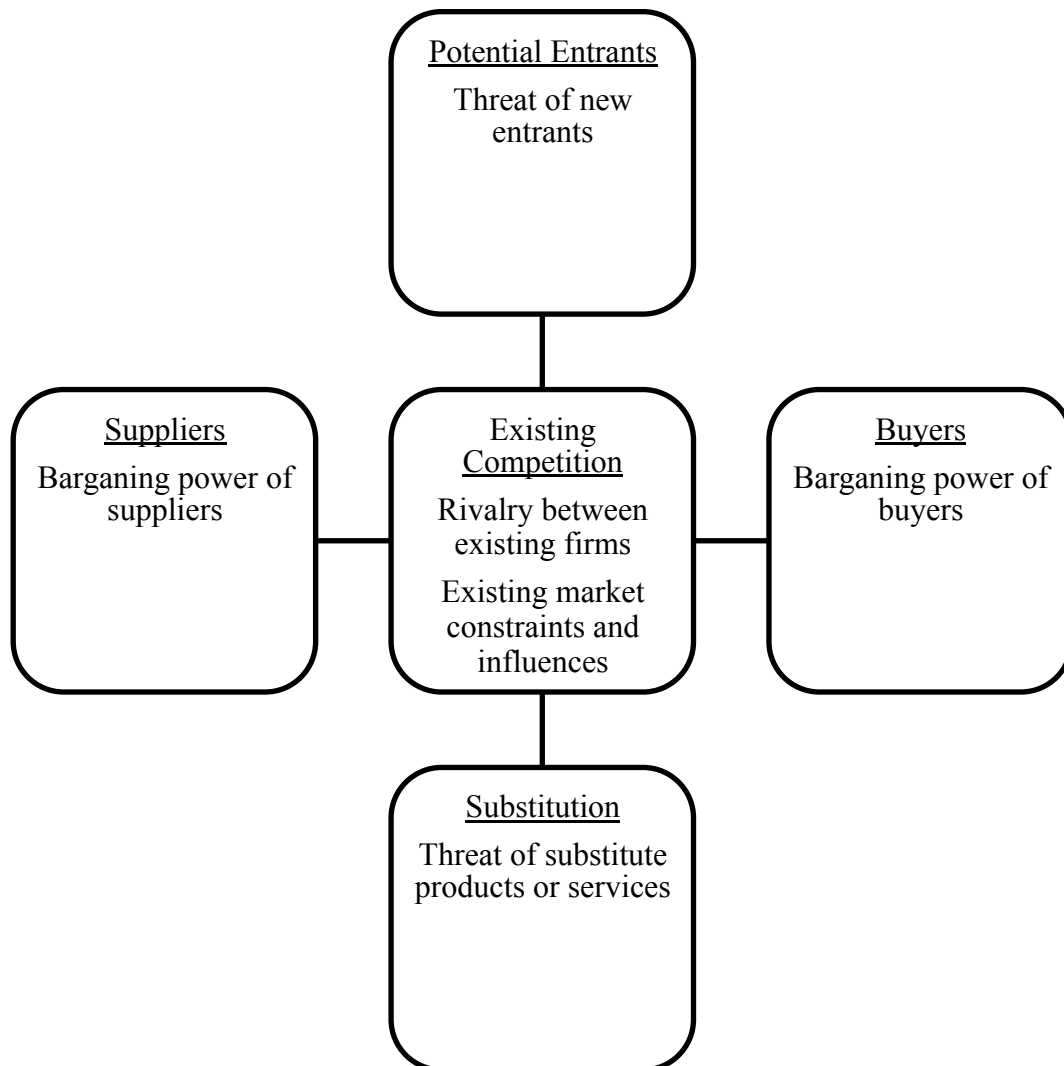 Potential Entrants
Threat of new
entrants
Suppliers
Barganing power of
suppliers
Existing
Competition
Rivalry between
existing firms
Existing market
constraints and
influences
Buyers
Barganing power of
buyers
Substitution
Threat of substitute
products or services